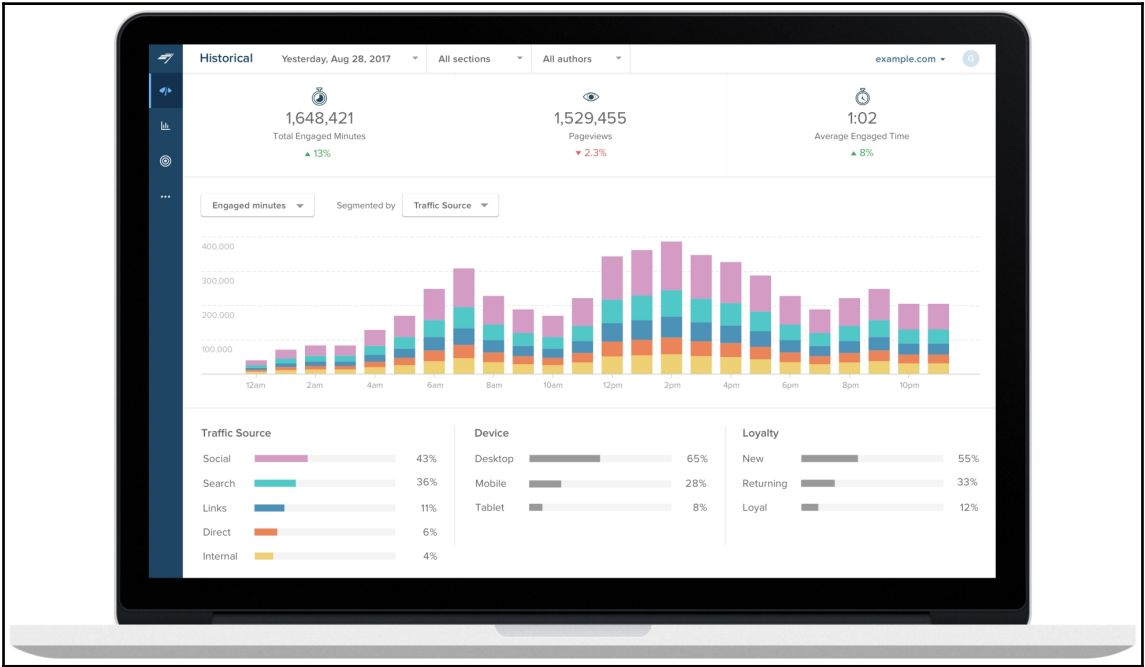 Historical Yesterday, Aug 28, 2017 All sections All authors example.com G
1,648,421 1,529,455 1:02
Total Engaged Minutes Pageviews Average Engaged Time
▲ 13% ▼ 2.3% ▲ 8%
Engaged minutes Segmented by Traffic Source
400,000
300,000
200,000
100,000
12am 2am 4am 6am 8am 10am 12pm 2pm 4pm 6pm 8pm 10pm
Traffic Source Device Loyalty
Social 43% Desktop 65% New 55%
Search 36% Mobile 28% Returning 33%
Links 11% Tablet 8% Loyal 12%
Direct 6%
Internal 4%